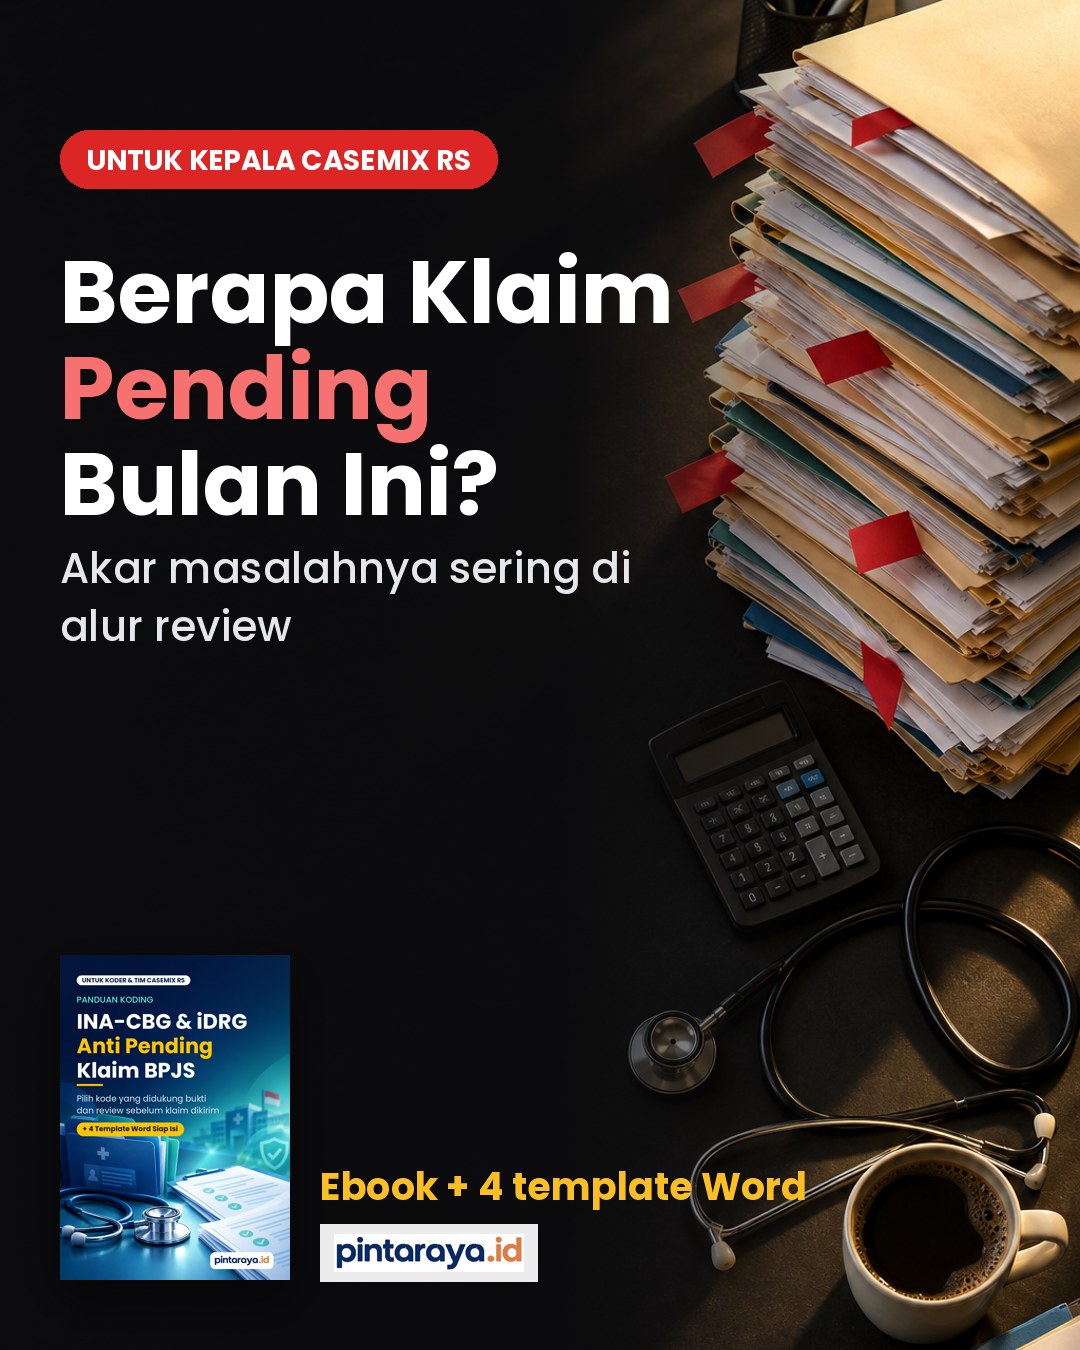 UNTUK KEPALA CASEMIX RS
Berapa Klaim
Pending
Bulan Ini?
Akar masalahnya sering di
alur review
UNTUK KODER & TIM CASEMIX RS
PANDUAN KODING
INA-CBG & iDRG
Anti Pending
Klaim BPJS
Pilih kode yang didukung bukti
dan review sebelum klaim dikirim
+ 4 Template Word Siap Isi
pintaraya.id
Ebook + 4 template Word
pintaraya.id